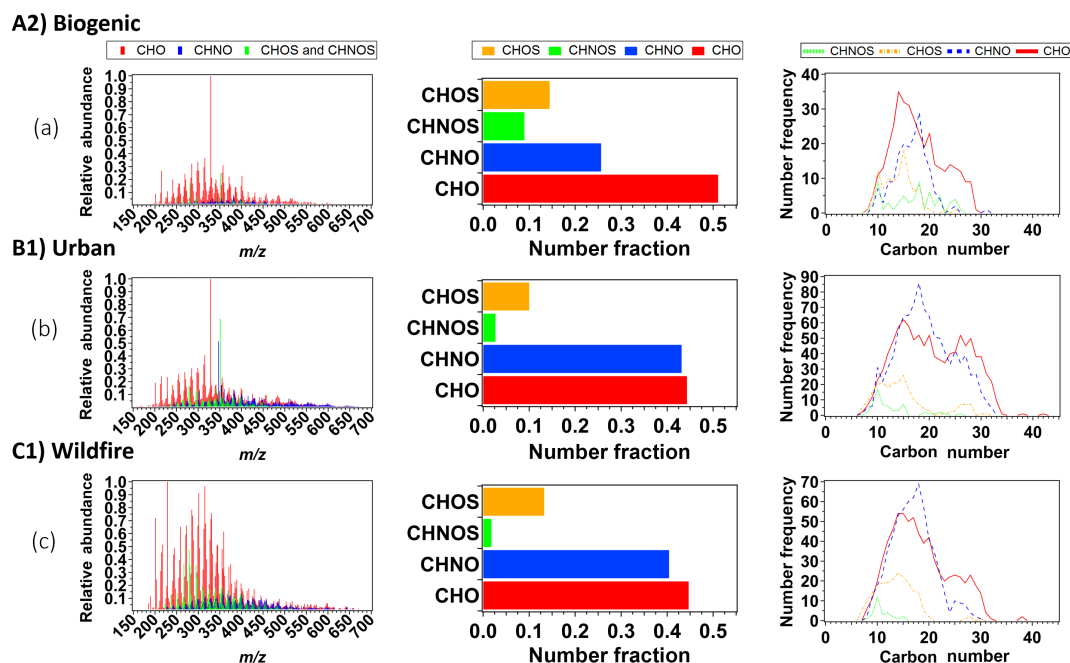 A2) Biogenic
CHO CHNO CHOS and CHNOS
CHOS CHNOS CHNO CHO
CHNOS CHOS CHNO CHO
(a)
Relative abundance
1.0
0.9
0.8
0.7
0.6
0.5
0.4
0.3
0.2
0.1
150 200 250 300 350 400 450 500 550 600 650 700
m/z
CHOS
CHNOS
CHNO
CHO
0.0 0.1 0.2 0.3 0.4 0.5
Number fraction
Number frequency
40
30
20
10
0
0 10 20 30 40
Carbon number
B1) Urban
(b)
Relative abundance
1.0
0.9
0.8
0.7
0.6
0.5
0.4
0.3
0.2
0.1
150 200 250 300 350 400 450 500 550 600 650 700
m/z
CHOS
CHNOS
CHNO
CHO
0.0 0.1 0.2 0.3 0.4 0.5
Number fraction
Number frequency
90
80
70
60
50
40
30
20
10
0
0 10 20 30 40
Carbon number
C1) Wildfire
(c)
Relative abundance
1.0
0.9
0.8
0.7
0.6
0.5
0.4
0.3
0.2
0.1
150 200 250 300 350 400 450 500 550 600 650 700
m/z
CHOS
CHNOS
CHNO
CHO
0.0 0.1 0.2 0.3 0.4 0.5
Number fraction
Number frequency
70
60
50
40
30
20
10
0
0 10 20 30 40
Carbon number